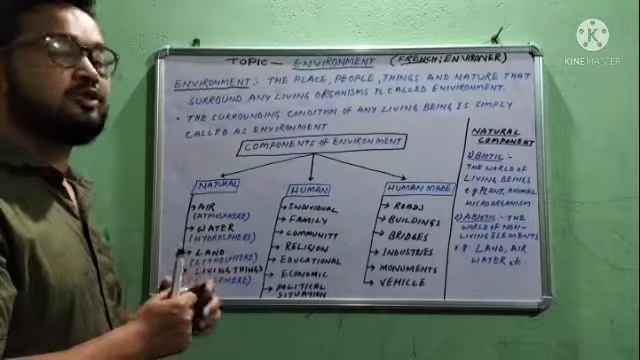 TOPIC - ENVIRONMENT (FRENCH: ENVIRONER)
ENVIRONMENT :- THE PLACE, PEOPLE, THINGS AND NATURE THAT
SURROUND ANY LIVING ORGANISMS IS CALLED ENVIRONMENT.
• THE SURROUNDING CONDITION OF ANY LIVING BEING IS SIMPLY
CALLED AS ENVIRONMENT.
COMPONENTS OF ENVIRONMENT
NATURAL
AIR
(ATMOSPHERE)
WATER
(HYDROSPHERE)
LAND
(LITHOSPHERE)
LIVING THINGS
HUMAN
INDIVIDUAL
FAMILY
COMMUNITY
RELIGION
EDUCATIONAL
ECONOMIC
POLITICAL
SITUATION
HUMAN MADE
ROADS
BUILDINGS
BRIDGES
INDUSTRIES
MONUMENTS
VEHILLE
NATURAL
COMPONENT
1) BIOTIC :-
THE WORLD OF
LIVING BEINGS
e.g. PLANT, ANIMAL
MICROORGANISM
2) ABIOTIC :- THE
WORLD OF NON-
LIVING ELEMENTS
e.g. LAND, AIR
WATER etc.
KINEMASTER